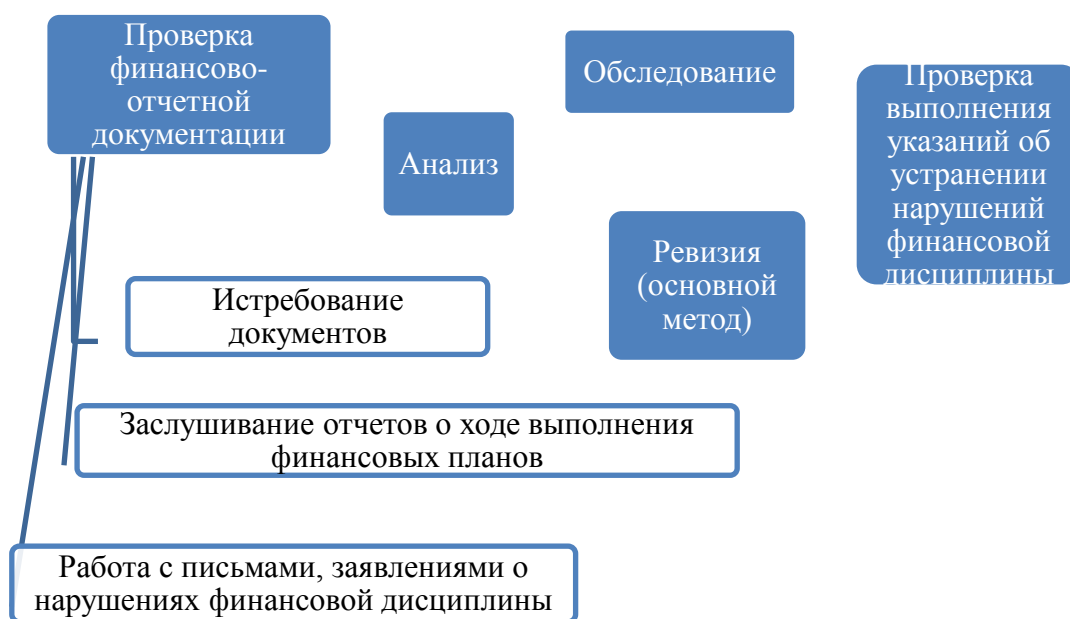 Проверка
финансово-
отчетной
документации
Анализ
Обследование
Ревизия
(основной
метод)
Проверка
выполнения
указаний об
устранении
нарушений
финансовой
дисциплины
Истребование
документов
Заслушивание отчетов о ходе выполнения
финансовых планов
Работа с письмами, заявлениями о
нарушениях финансовой дисциплины